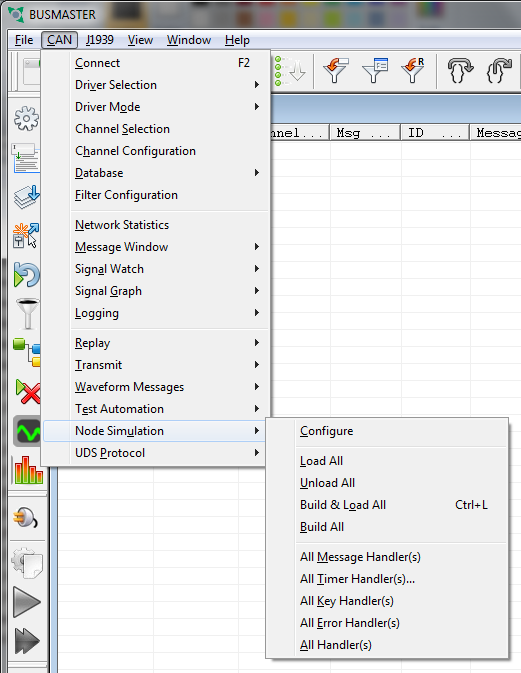 BUSMASTER
File CAN J1939 View Window Help
Connect F2
Driver Selection
Driver Mode
Channel Selection
Channel Configuration
Database
Filter Configuration
Network Statistics
Message Window
Signal Watch
Signal Graph
Logging
Replay
Transmit
Waveform Messages
Test Automation
Node Simulation
UDS Protocol
R
nnel... Msg ... ID ... Message
Configure
Load All
Unload All
Build & Load All Ctrl+L
Build All
All Message Handler(s)
All Timer Handler(s)...
All Key Handler(s)
All Error Handler(s)
All Handler(s)